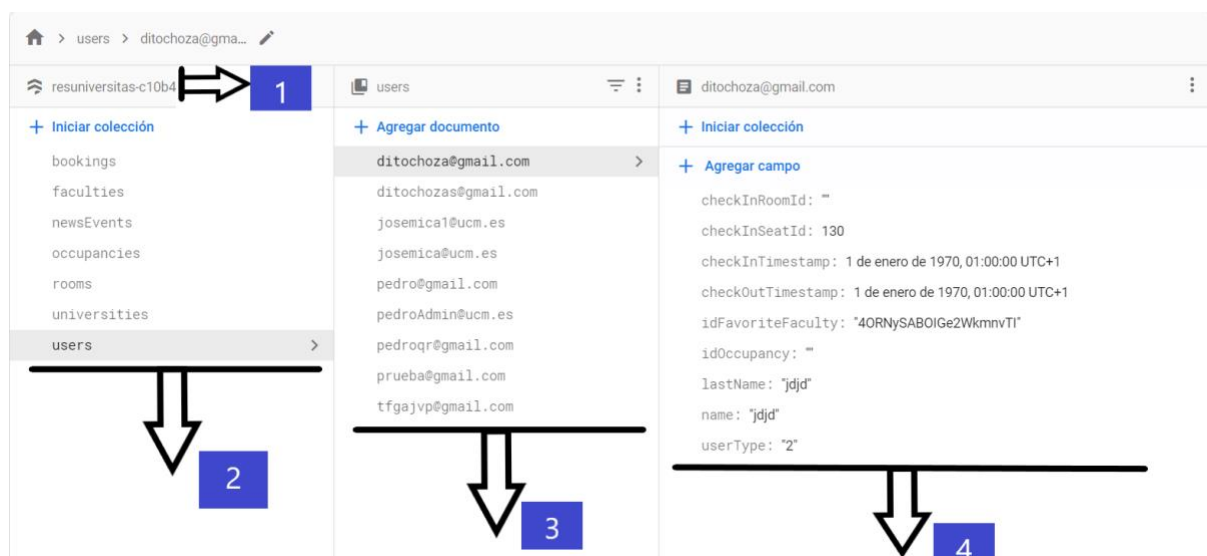 > users > ditochoza@gma...
resuniversitas-c10b4
1
+ Iniciar colección
bookings
faculties
newsEvents
occupancies
rooms
universities
users >
2
users
+ Agregar documento
ditochoza@gmail.com >
ditochozas@gmail.com
josemica1@ucm.es
josemica@ucm.es
pedro@gmail.com
pedroAdmin@ucm.es
pedroqr@gmail.com
prueba@gmail.com
tfgajvp@gmail.com
3
ditochoza@gmail.com
+ Iniciar colección
+ Agregar campo
checkInRoomId: ""
checkInSeatId: 130
checkInTimestamp: 1 de enero de 1970, 01:00:00 UTC+1
checkOutTimestamp: 1 de enero de 1970, 01:00:00 UTC+1
idFavoriteFaculty: "4ORNySABOIGe2WkmnvTI"
idOccupancy: ""
lastName: "jdjd"
name: "jdjd"
userType: "2"
4